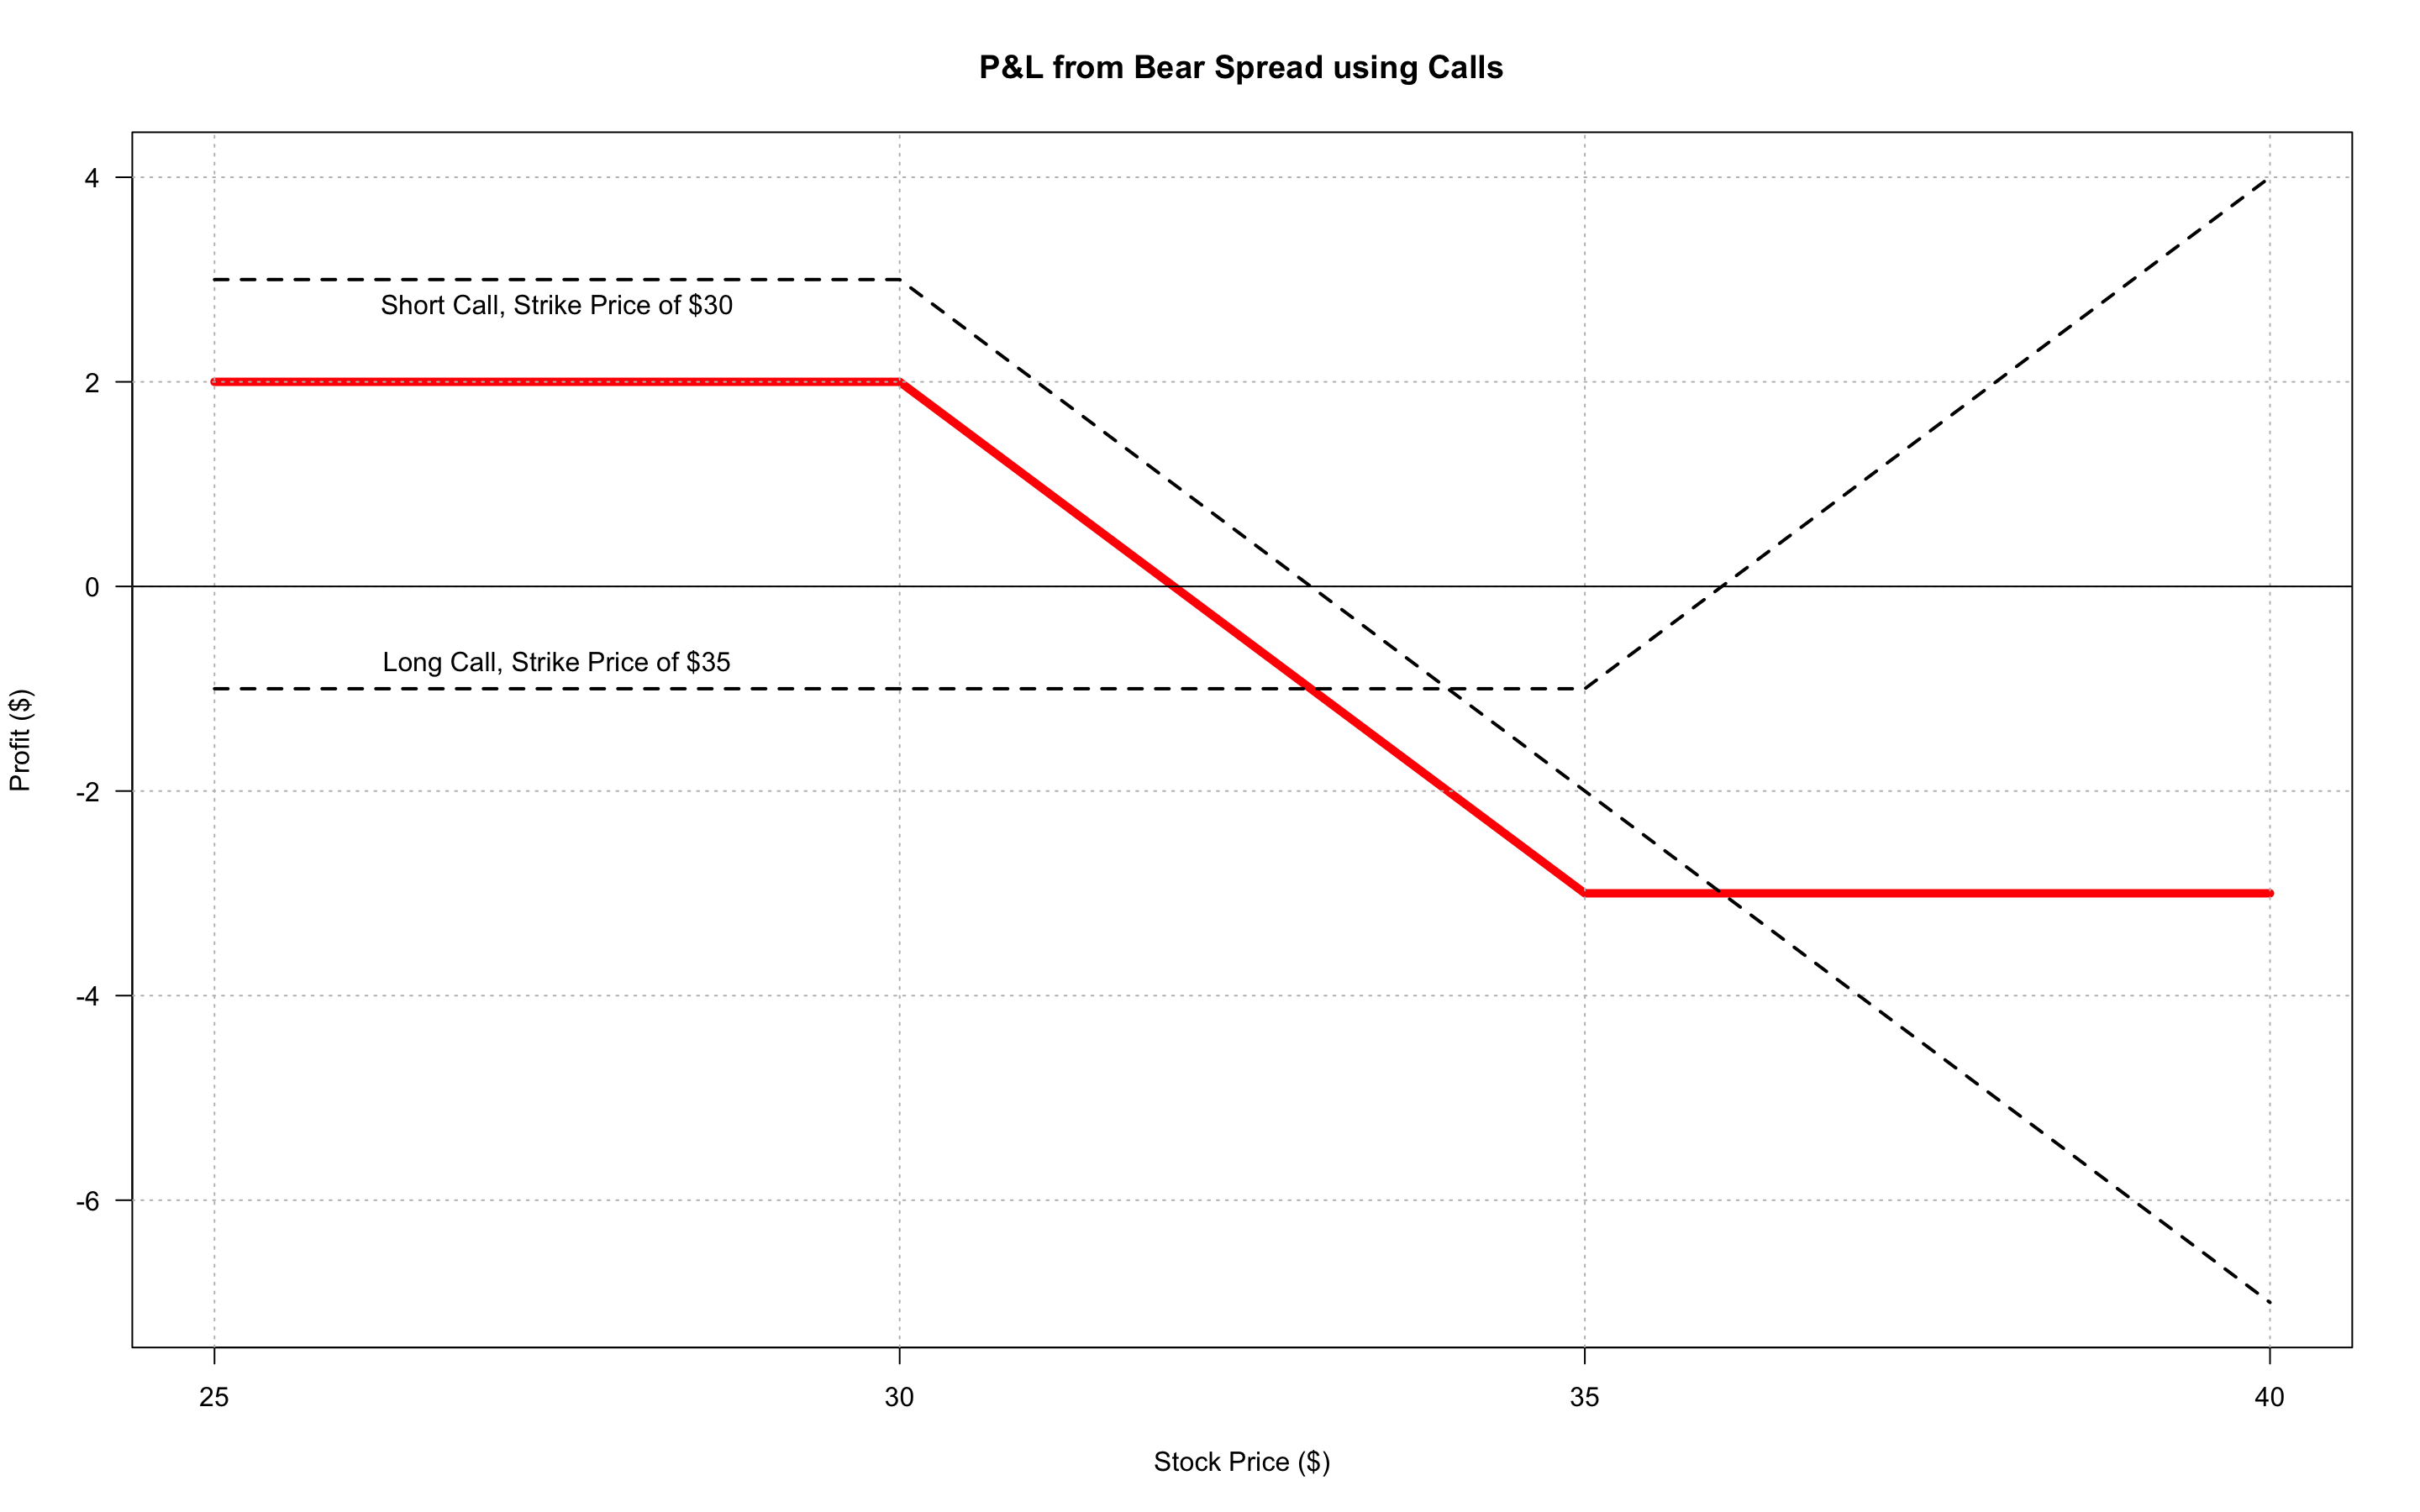 P&L from Bear Spread using Calls
4
Short Call, Strike Price of $30
2
0
Long Call, Strike Price of $35
Profit ($)
-2
-4
-6
25 30 35 40
Stock Price ($)